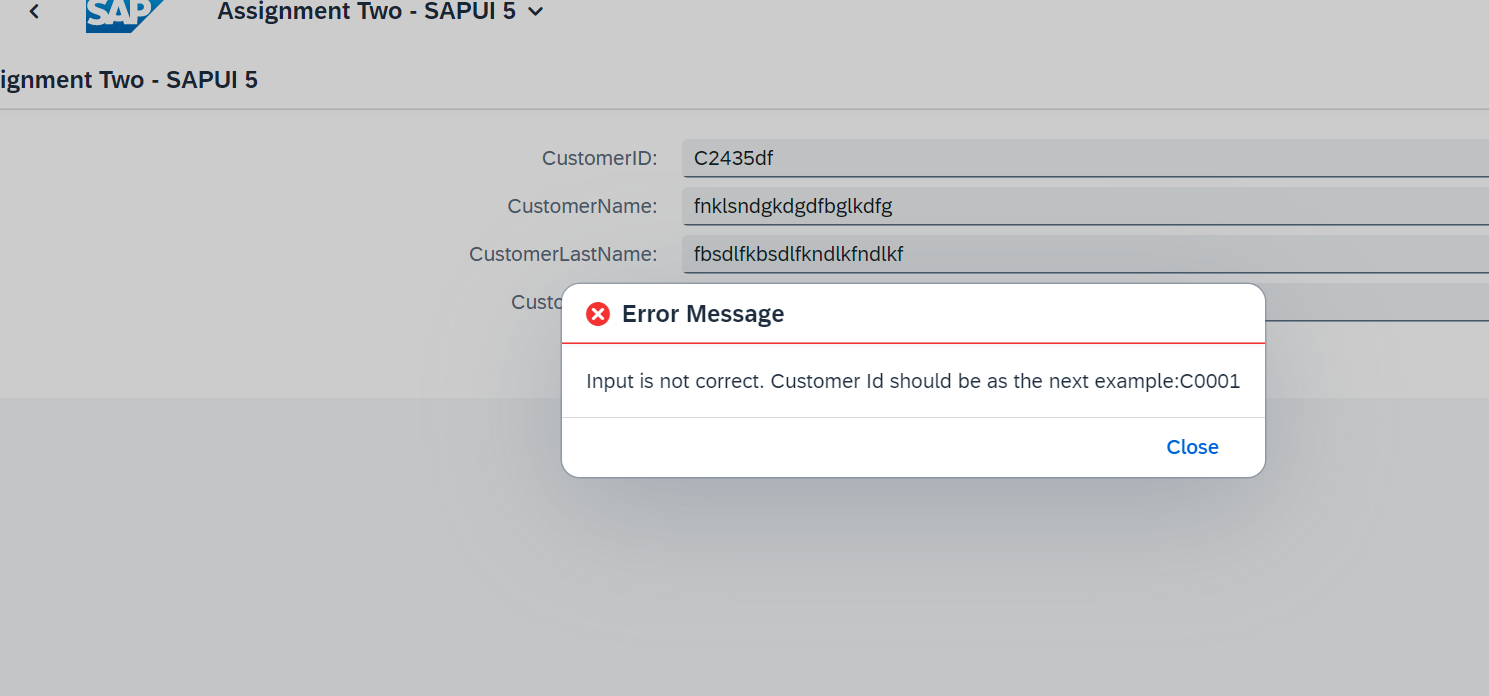 SAP
Assignment Two - SAPUI 5
ignment Two - SAPUI 5
CustomerID: C2435df
CustomerName: fnklsndgkdgdfbglkdfg
CustomerLastName: fbsdlfkbsdlfkndlkfndlkf
Custo
Error Message
Input is not correct. Customer Id should be as the next example:C0001
Close